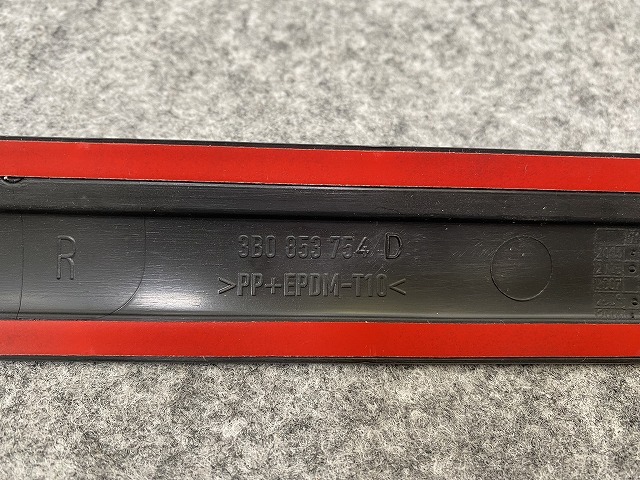 R
3B0 853 754 D
>PP+EPDM-T10<